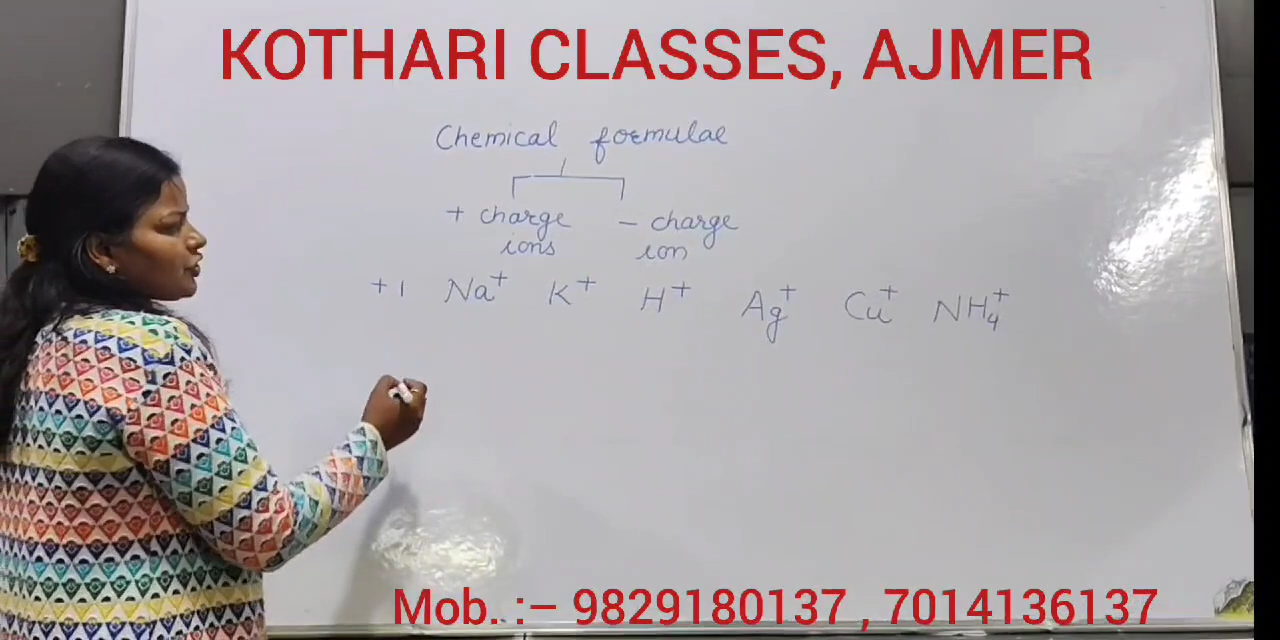 KOTHARI CLASSES, AJMER
Chemical formulae
+ charge ions
– charge ion
+1 Na⁺ K⁺ H⁺ Ag⁺ Cu⁺ NH₄⁺
Mob. :– 9829180137 , 7014136137